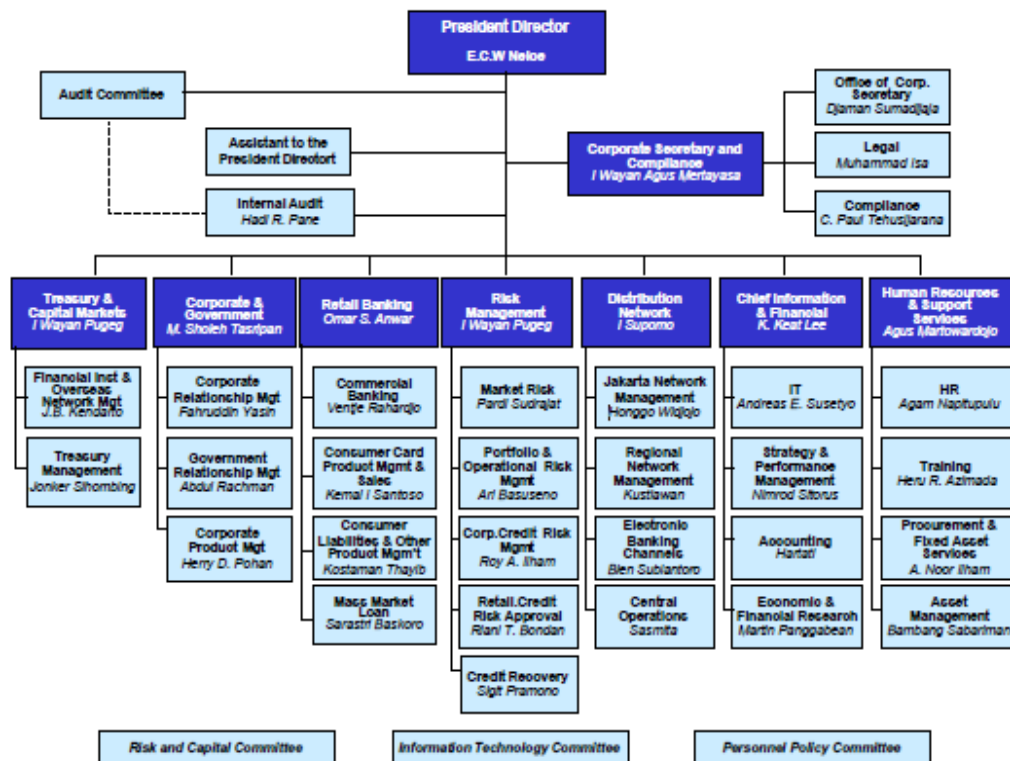 President Director
E.C.W Neloe
Audit Committee
Assistant to the
President Directort
Internal Audit
Hadi R. Pane
Corporate Secretary and
Compliance
I Wayan Agus Mertayasa
Office of Corp.
Secretary
Djaman Sumadijaja
Legal
Muhammad Isa
Compliance
C. Paul Tehusijarana
Treasury &
Capital Markets
I Wayan Pugeg
Corporate &
Government
M. Sholeh Tasripan
Retail Banking
Omar S. Anwar
Risk
Management
I Wayan Pugeg
Distribution
Network
I Supomo
Chief Information
& Financial
K. Keat Lee
Human Resources
& Support
Services
Agus Martowardojo
Financial Inst &
Overseas
Network Mgt
J.B. Kendarto
Treasury
Management
Jonker Sihombing
Corporate
Relationship Mgt
Fahruddin Yasin
Government
Relationship Mgt
Abdul Rachman
Corporate
Product Mgt
Herry D. Pohan
Commercial
Banking
Ventje Rahardjo
Consumer Card
Product Mgmt &
Sales
Kemal I Santoso
Consumer
Liabilities & Other
Product Mgm't
Kostaman Thayib
Mass Market
Loan
Sarastri Baskoro
Market Risk
Pardi Sudrajat
Portfolio &
Operational Risk
Mgmt
Ari Basuseno
Corp.Credit Risk
Mgmt
Roy A. Ilham
Retail.Credit
Risk Approval
Riani T. Bondan
Credit Recovery
Sigit Pramono
Jakarta Network
Management
Honggo Widjojo
Regional
Network
Management
Kustiawan
Electronic
Banking
Channels
Bien Subiantoro
Central
Operations
Sasmita
IT
Andreas E. Susetyo
Strategy &
Performance
Management
Nimrod Sitorus
Accounting
Hartati
Economic &
Financial Research
Martin Panggabean
HR
Agam Napitupulu
Training
Heru R. Azimada
Procurement &
Fixed Asset
Services
A. Noor Ilham
Asset
Management
Bambang Sabariman
Risk and Capital Committee
Information Technology Committee
Personnel Policy Committee